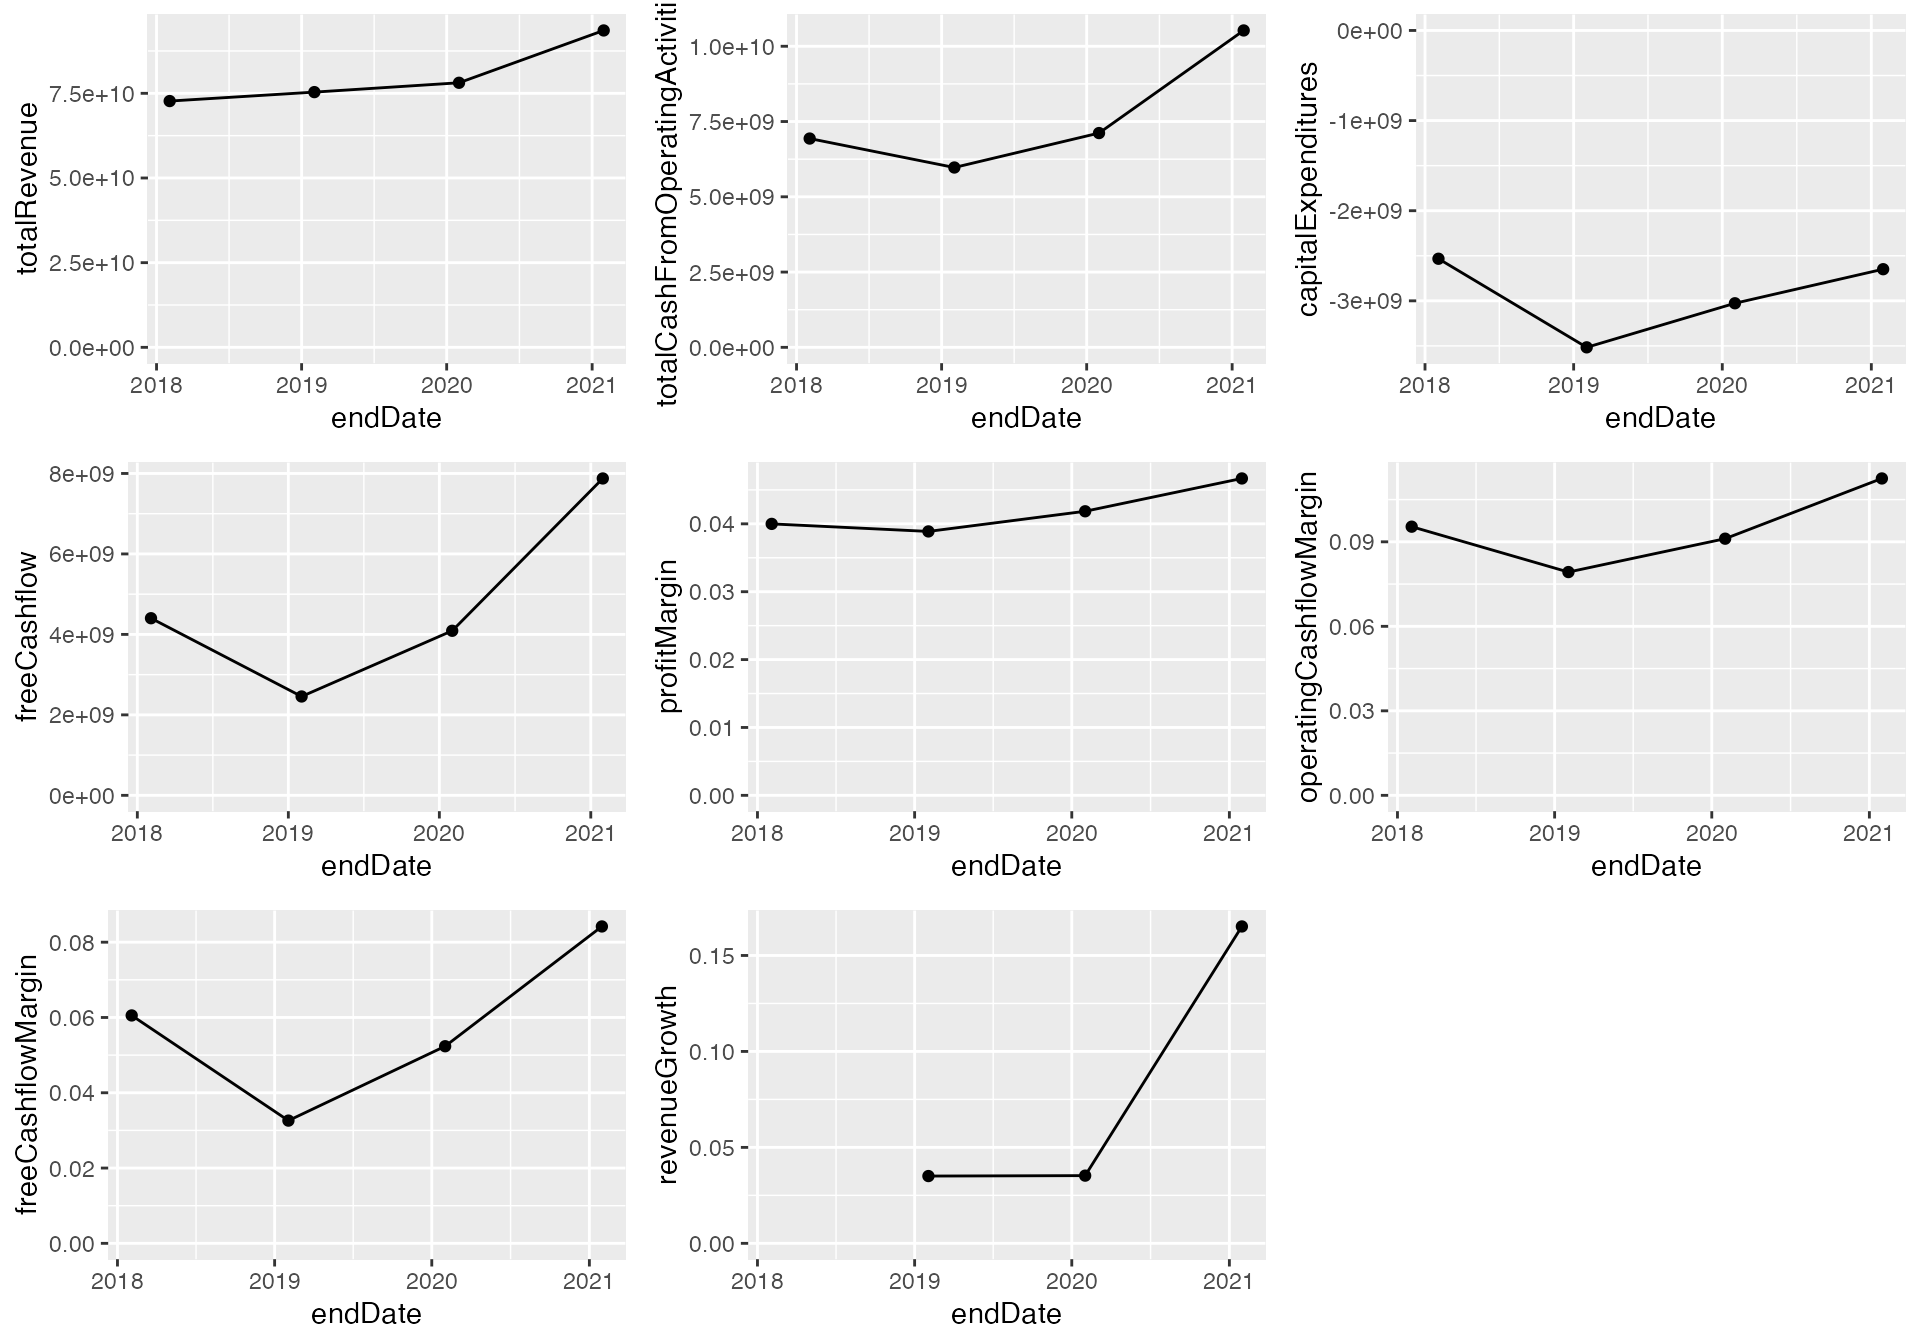 totalRevenue
7.5e+10
5.0e+10
2.5e+10
0.0e+00
2018 2019 2020 2021
endDate
totalCashFromOperatingActiviti
1.0e+10
7.5e+09
5.0e+09
2.5e+09
0.0e+00
2018 2019 2020 2021
endDate
capitalExpenditures
0e+00
-1e+09
-2e+09
-3e+09
2018 2019 2020 2021
endDate
freeCashflow
8e+09
6e+09
4e+09
2e+09
0e+00
2018 2019 2020 2021
endDate
profitMargin
0.04
0.03
0.02
0.01
0.00
2018 2019 2020 2021
endDate
operatingCashflowMargin
0.09
0.06
0.03
0.00
2018 2019 2020 2021
endDate
freeCashflowMargin
0.08
0.06
0.04
0.02
0.00
2018 2019 2020 2021
endDate
revenueGrowth
0.15
0.10
0.05
0.00
2018 2019 2020 2021
endDate